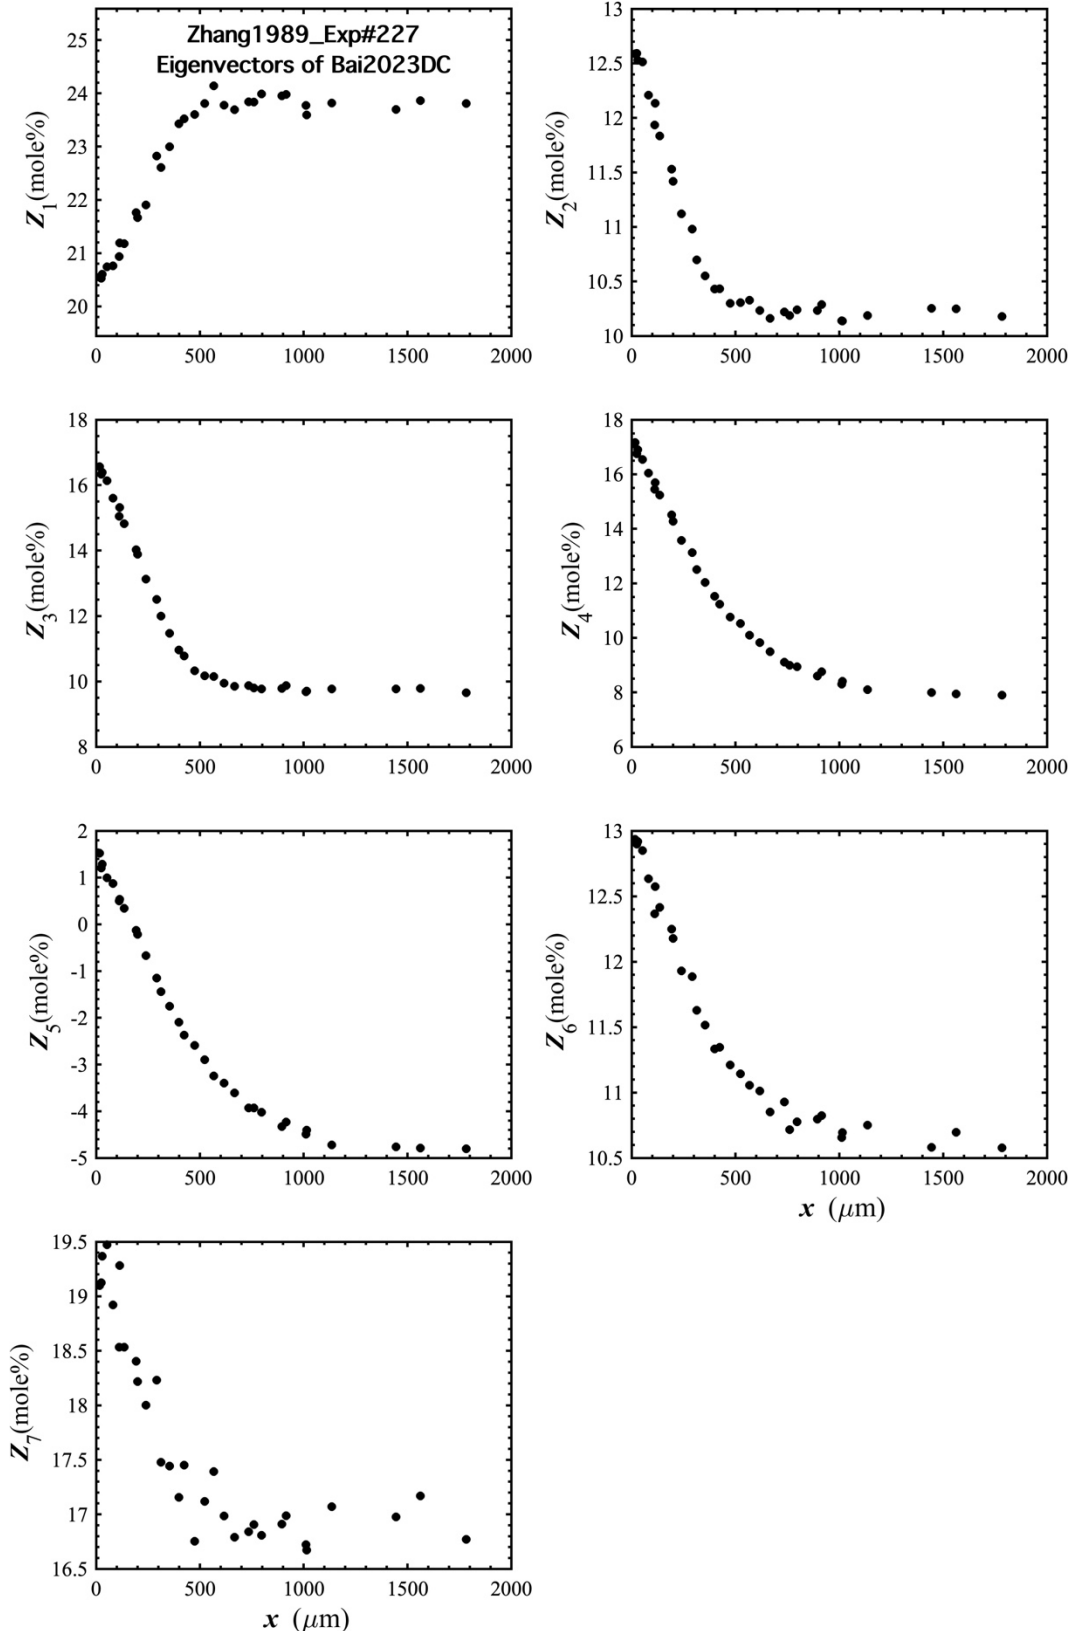 Zhang1989_Exp#227
Eigenvectors of Bai2023DC
Z1(mole%)
25
24
23
22
21
20
0 500 1000 1500 2000
Z2(mole%)
13
12.5
12
11.5
11
10.5
10
0 500 1000 1500 2000
Z3(mole%)
18
16
14
12
10
8
0 500 1000 1500 2000
Z4(mole%)
18
16
14
12
10
8
6
0 500 1000 1500 2000
Z5(mole%)
2
1
0
-1
-2
-3
-4
-5
0 500 1000 1500 2000
Z6(mole%)
13
12.5
12
11.5
11
10.5
0 500 1000 1500 2000
x (μm)
Z7(mole%)
19.5
19
18.5
18
17.5
17
16.5
0 500 1000 1500 2000
x (μm)